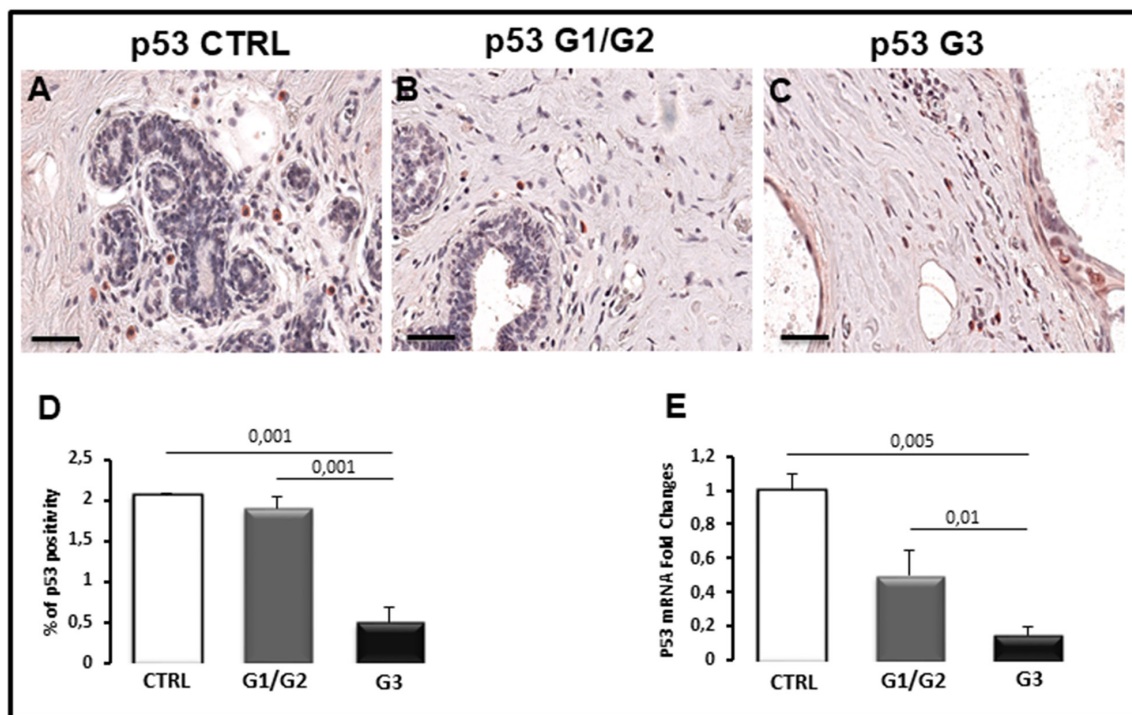 p53 CTRL
p53 G1/G2
p53 G3
A
B
C
D
0,001
0,001
2,5
2
1,5
1
0,5
0
% of p53 positivity
CTRL
G1/G2
G3
E
0,005
0,01
1,2
1
0,8
0,6
0,4
0,2
0
P53 mRNA Fold Changes
CTRL
G1/G2
G3